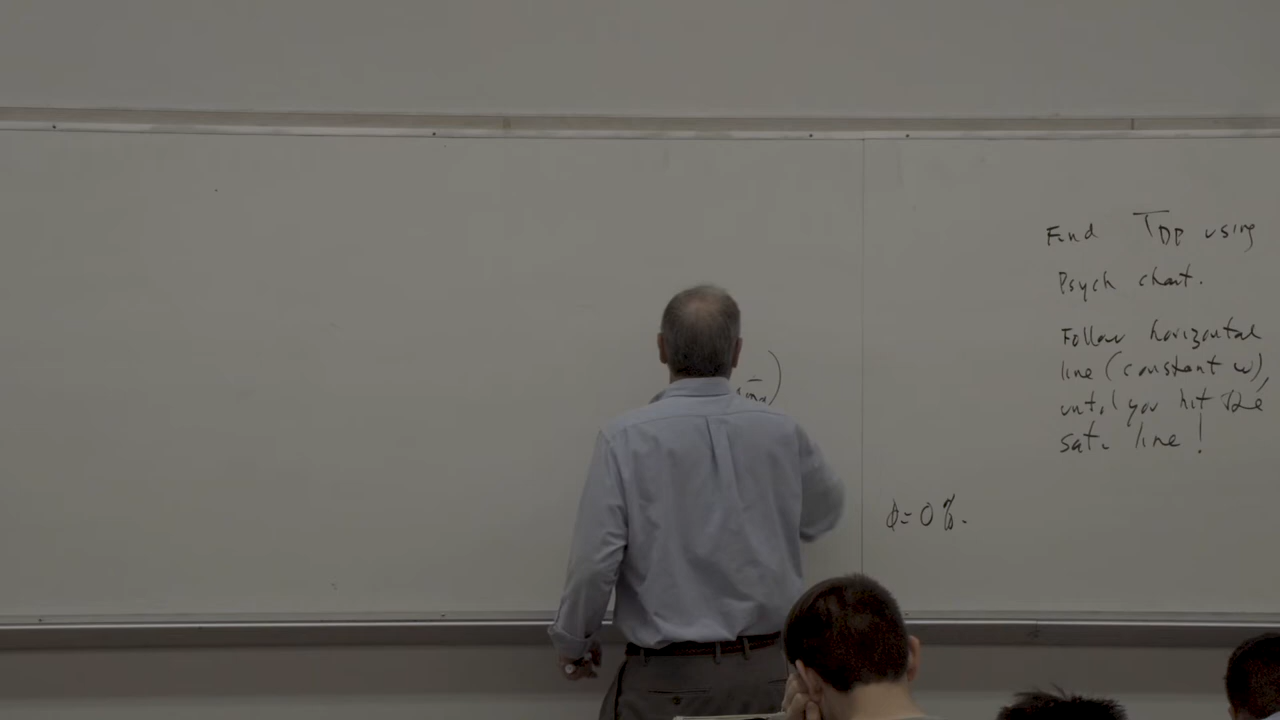 Find TDP using
Psych chart.
Follow horizontal
line (constant ω),
until you hit the
sat. line!
ϕ=0%.